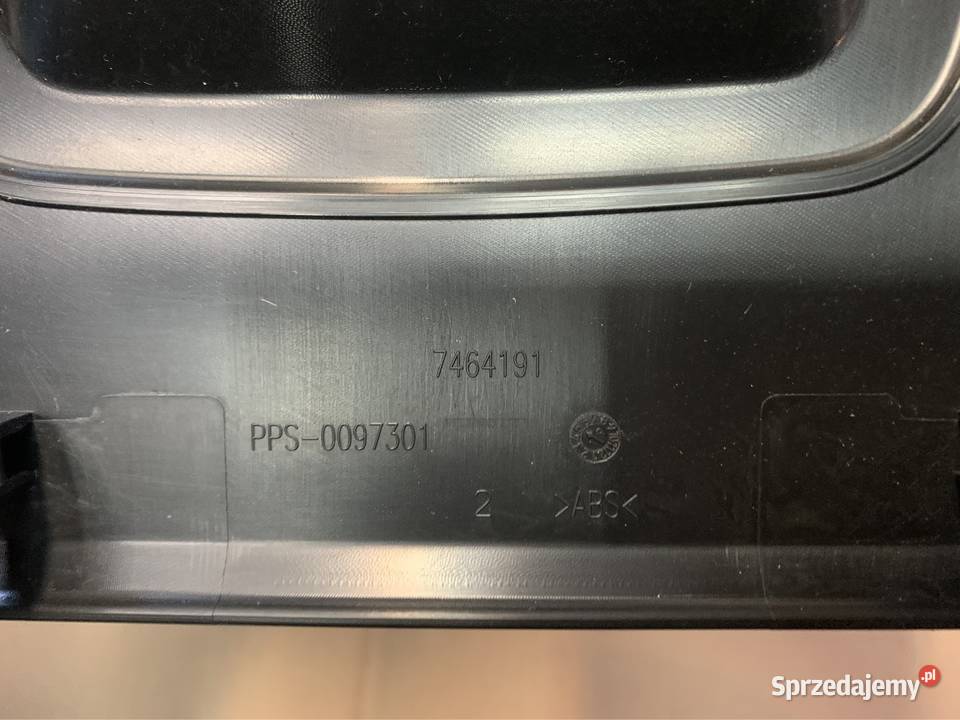 7464191
PPS-0097301
2 >ABS<
Sprzedajemy.pl